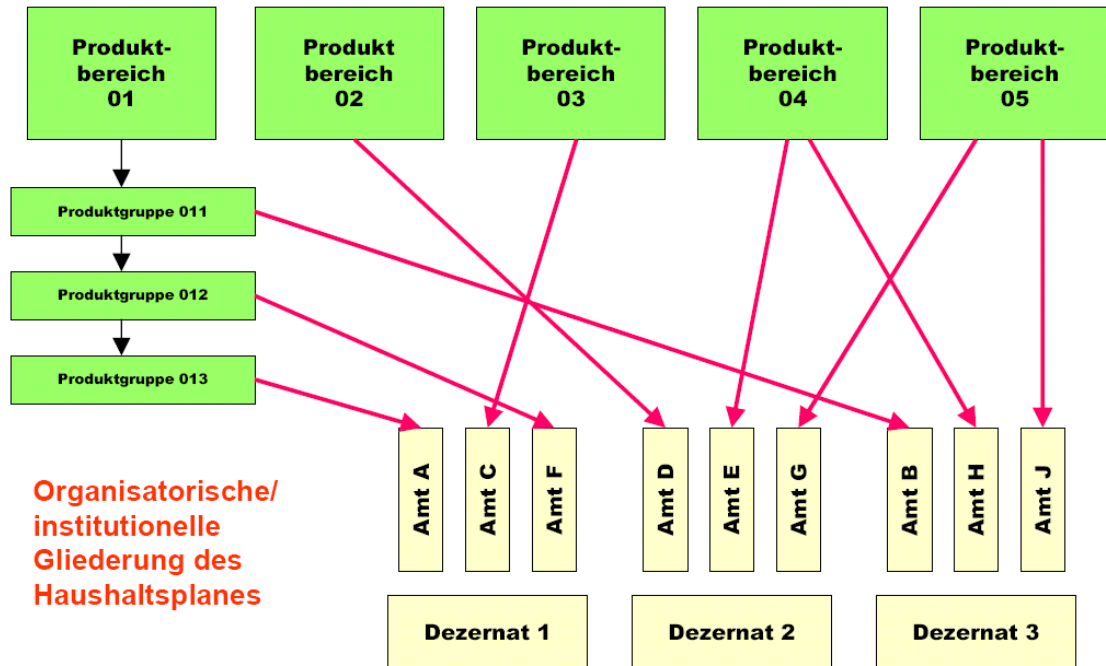 Produkt-
bereich
01
Produkt
bereich
02
Produkt-
bereich
03
Produkt-
bereich
04
Produkt-
bereich
05
Produktgruppe 011
Produktgruppe 012
Produktgruppe 013
Organisatorische/
institutionelle
Gliederung des
Haushaltsplanes
Amt A
Amt C
Amt F
Amt D
Amt E
Amt G
Amt B
Amt H
Amt J
Dezernat 1
Dezernat 2
Dezernat 3